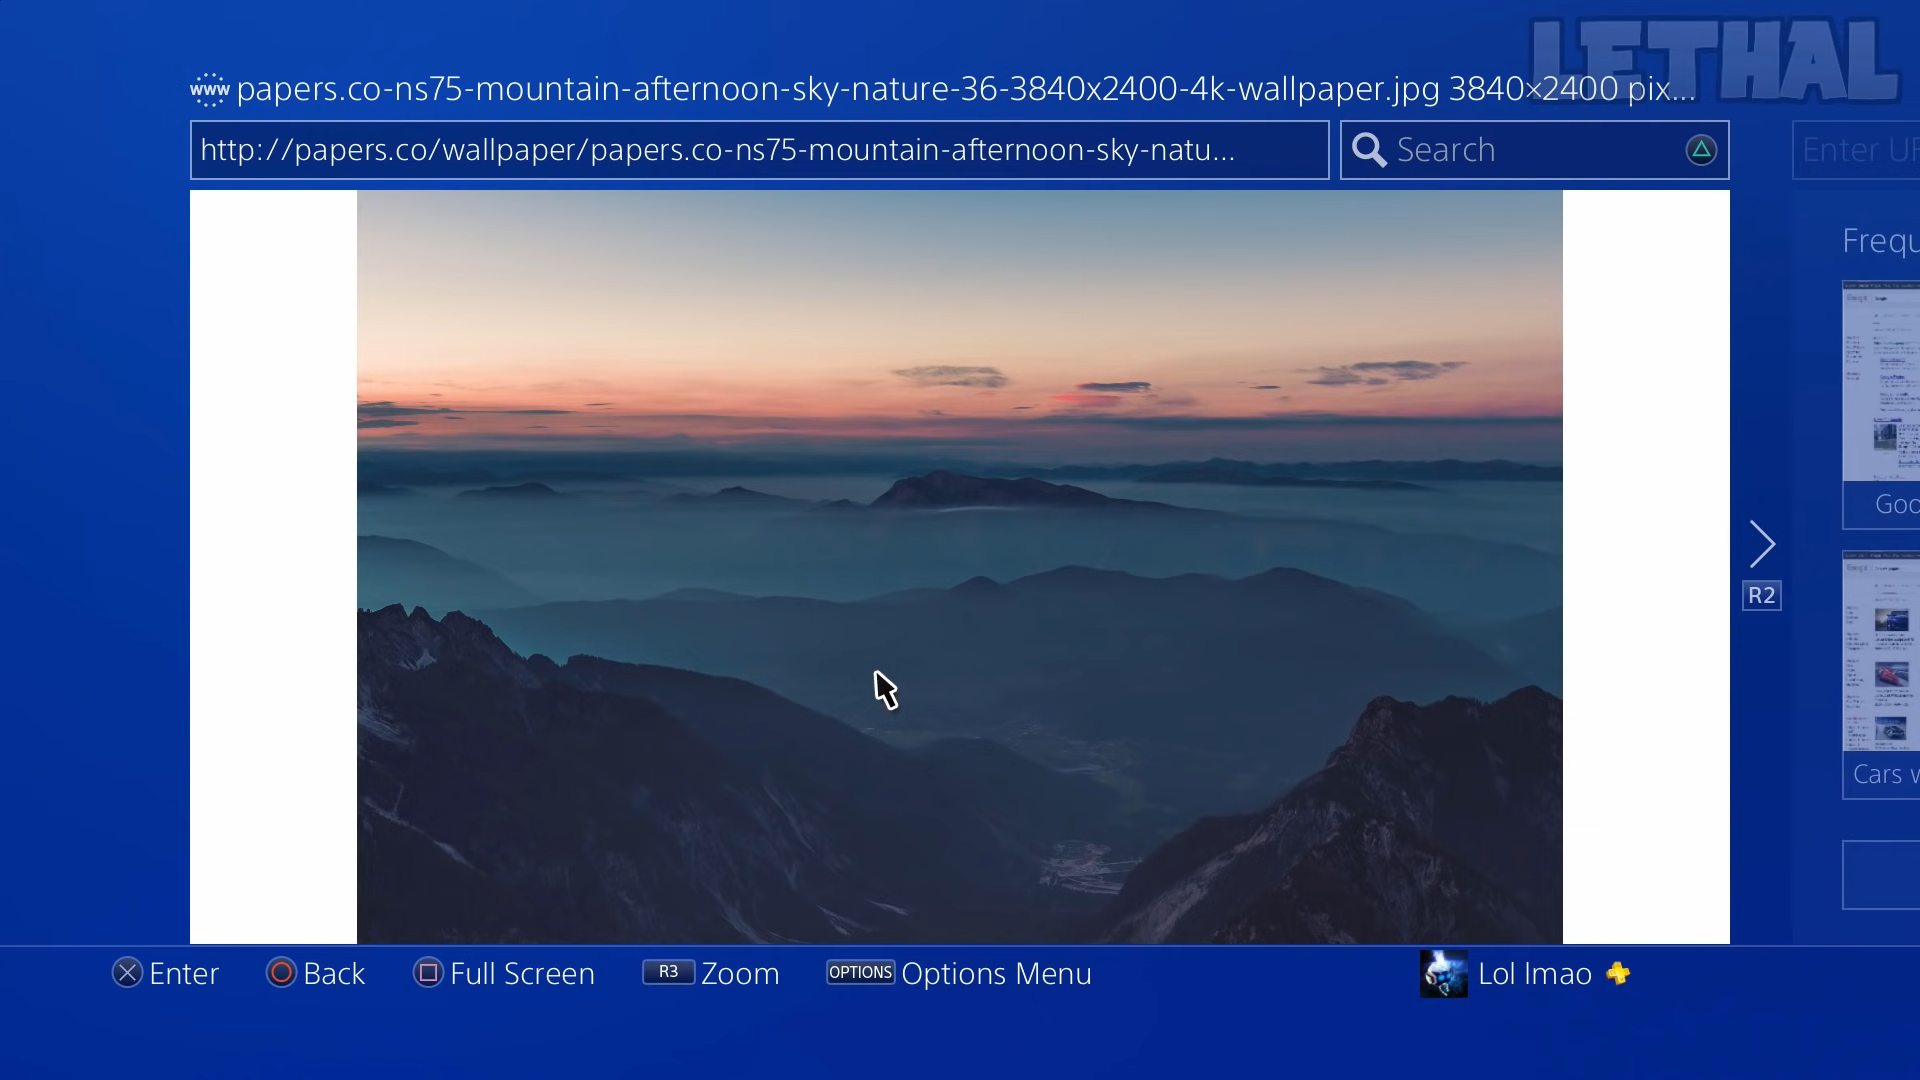 LETHAL
www papers.co-ns75-mountain-afternoon-sky-nature-36-3840x2400-4k-wallpaper.jpg 3840×2400 pix...
http://papers.co/wallpaper/papers.co-ns75-mountain-afternoon-sky-natu...
Search
Enter
Frequ
Goo
R2
Cars
Enter
Back
Full Screen
R3 Zoom
OPTIONS Options Menu
Lol lmao